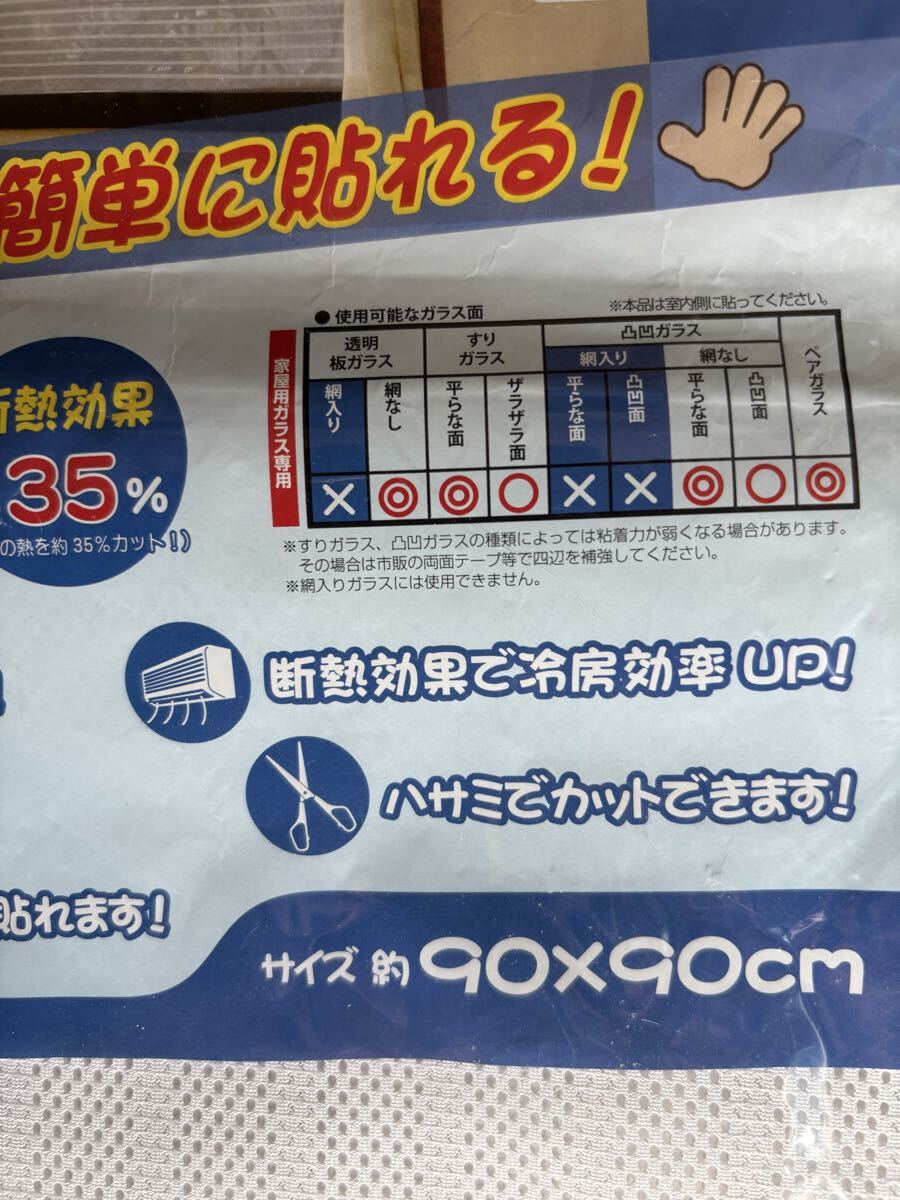 簡単に貼れる!
●使用可能なガラス面
※本品は室内側に貼ってください。
家屋用ガラス専用
透明板ガラス
すりガラス
凸凹ガラス
ペアガラス
網入り
網なし
網入り
網なし
平らな面
ザラザラ面
平らな面
凸凹面
平らな面
凸凹面
× ◎ ◎ ○ × × ◎ ○ ◎
※すりガラス、凸凹ガラスの種類によっては粘着力が弱くなる場合があります。
その場合は市販の両面テープ等で四辺を補強してください。
※網入りガラスには使用できません。
断熱効果
35%
の熱を約35%カット!)
断熱効果で冷房効率UP!
ハサミでカットできます!
貼れます!
サイズ 約90×90cm